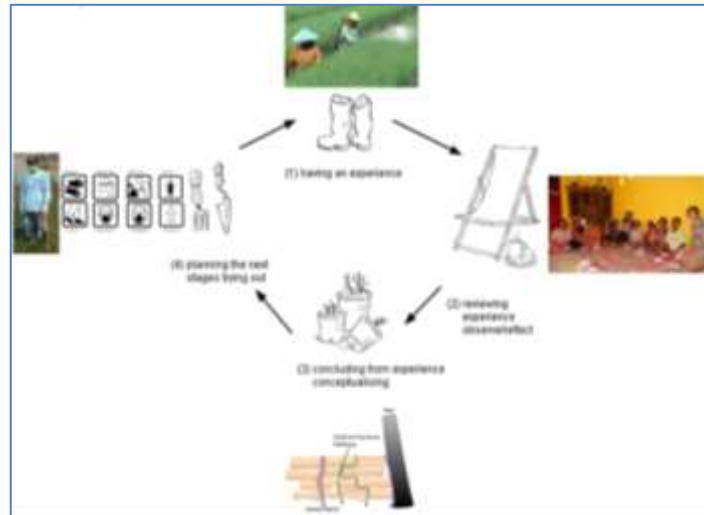 (1) having an experience
(2) reviewing
experience
observe/reflect
(3) concluding from experience
conceptualising
(4) planning the next
stages trying out